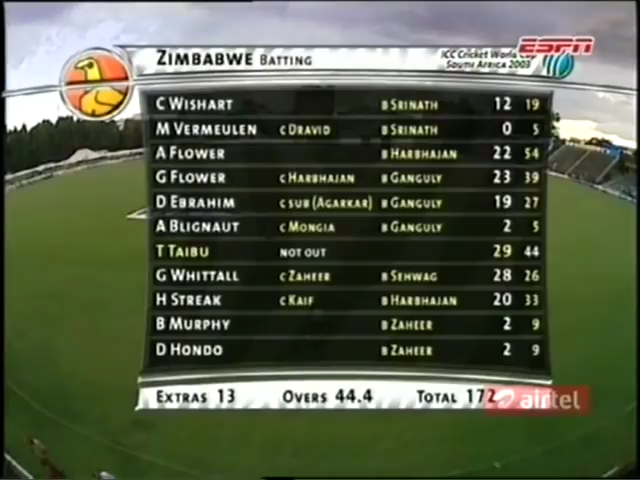 ZIMBABWE BATTING
ICC Cricket World Cup
South Africa 2003
ESPN
C WISHART B SRINATH 12 19
M VERMEULEN C DRAVID B SRINATH 0 5
A FLOWER B HARBHAJAN 22 54
G FLOWER C HARBHAJAN B GANGULY 23 39
D EBRAHIM C SUB (AGARKAR) B GANGULY 19 27
A BLIGNAUT C MONGIA B GANGULY 2 5
T TAIBU NOT OUT 29 44
G WHITTALL C ZAHEER B SEHWAG 28 26
H STREAK C KAIF B HARBHAJAN 20 33
B MURPHY B ZAHEER 2 9
D HONDO B ZAHEER 2 9
EXTRAS 13 OVERS 44.4 TOTAL 172
airtel